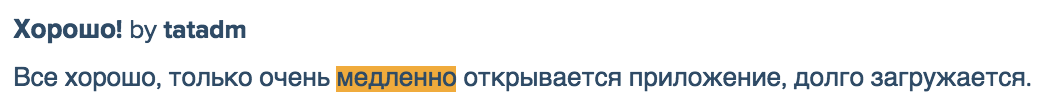 Хорошо! by tatadm
Все хорошо, только очень медленно открывается приложение, долго загружается.